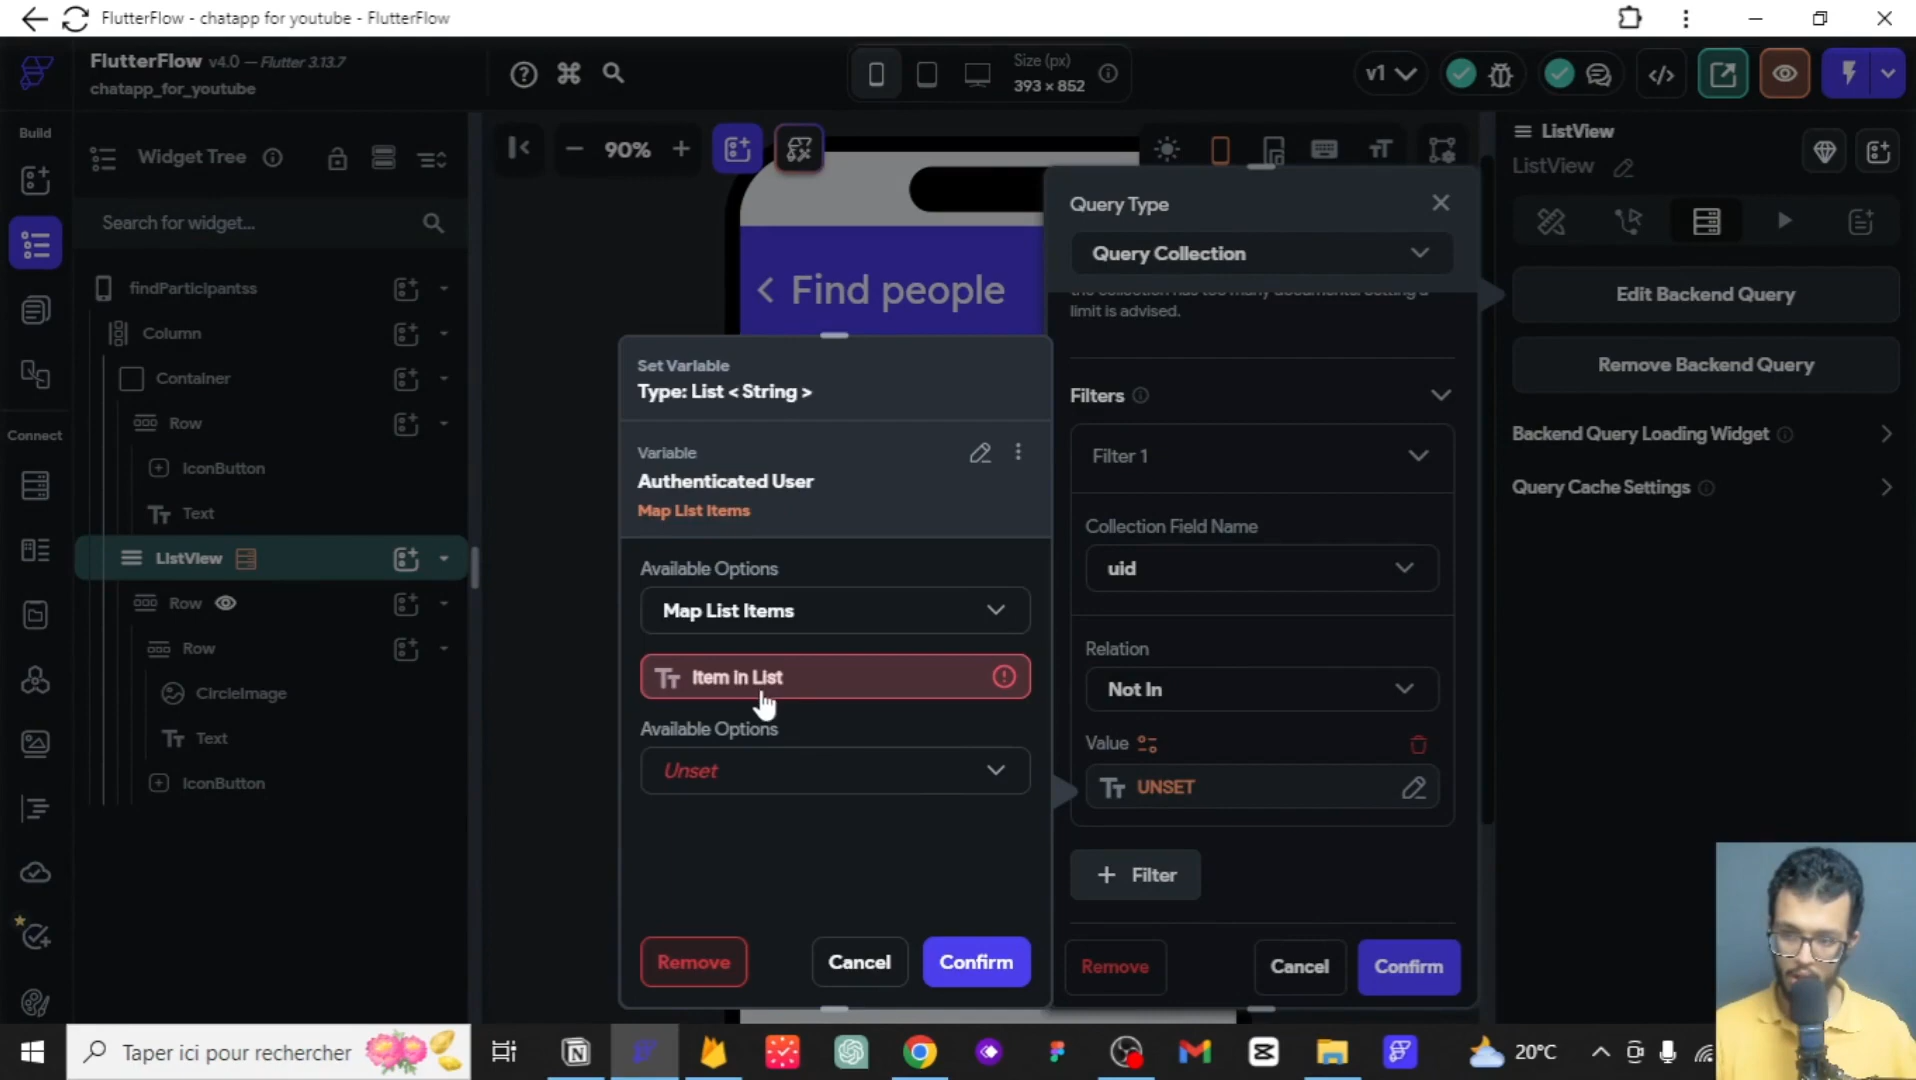 FlutterFlow - chatapp for youtube - FlutterFlow
FlutterFlow v4.0 — Flutter 3.13.7
chatapp_for_youtube
Size (px)
393 × 852
v1
Build
Widget Tree
90%
Search for widget...
findParticipantss
Column
Container
Row
Connect
IconButton
Text
ListView
Row
Row
CircleImage
Text
IconButton
Find people
Set Variable
Type: List < String >
Variable
Authenticated User
Map List Items
Available Options
Map List Items
Item in List
Available Options
Unset
Remove
Cancel
Confirm
Query Type
Query Collection
limit is advised.
Filters
Filter 1
Collection Field Name
uid
Relation
Not In
Value
UNSET
+ Filter
Remove
Cancel
Confirm
ListView
ListView
Edit Backend Query
Remove Backend Query
Backend Query Loading Widget
Query Cache Settings
Taper ici pour rechercher
20°C